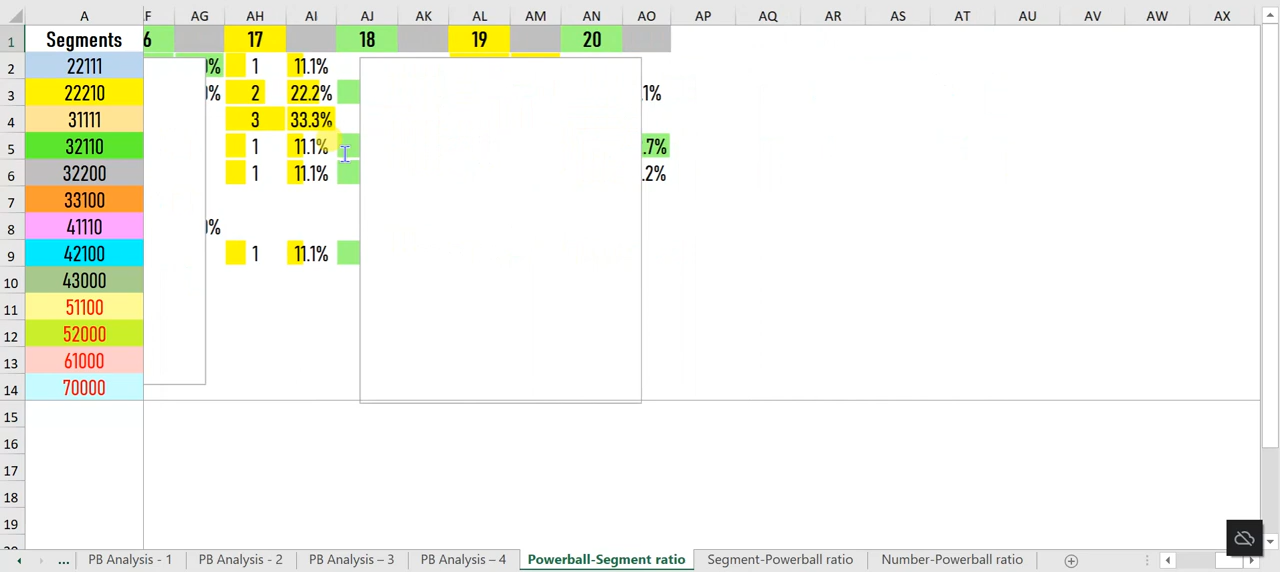 F AG AH AI AJ AK AL AM AN AO AP AQ AR AS AT AU AV AW AX
1 Segments 6 17 18 19 20
2 22111 % 1 11.1%
3 22210 % 2 22.2% .1%
4 31111 3 33.3%
5 32110 1 11.1% .7%
6 32200 1 11.1% .2%
7 33100
8 41110 %
9 42100 1 11.1%
10 43000
11 51100
12 52000
13 61000
14 70000
15
16
17
18
19
... PB Analysis - 1 PB Analysis - 2 PB Analysis – 3 PB Analysis – 4 Powerball-Segment ratio Segment-Powerball ratio Number-Powerball ratio